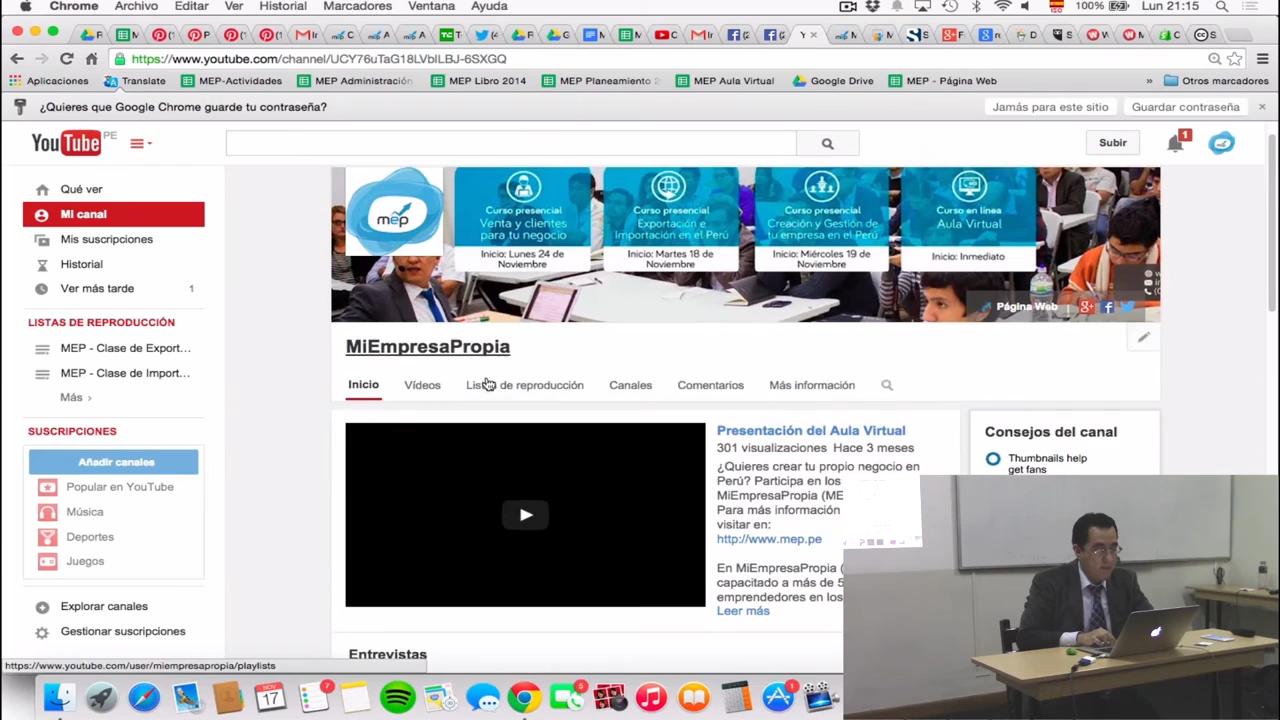 Chrome Archivo Editar Ver Historial Marcadores Ventana Ayuda 100% Lun 21:15
https://www.youtube.com/channel/UCY76uTaG18LVbILBJ-6SXGQ
Aplicaciones Translate MEP-Actividades MEP Administración MEP Libro 2014 MEP Planeamiento 2 MEP Aula Virtual Google Drive MEP - Página Web » Otros marcadores
¿Quieres que Google Chrome guarde tu contraseña? Jamás para este sitio Guardar contraseña ×
YouTube PE Subir 1
Qué ver
Mi canal
Mis suscripciones
Historial
Ver más tarde 1
LISTAS DE REPRODUCCIÓN
MEP - Clase de Export...
MEP - Clase de Import...
Más ›
SUSCRIPCIONES
Añadir canales
Popular en YouTube
Música
Deportes
Juegos
Explorar canales
Gestionar suscripciones
mep
Curso presencial
Venta y clientes
para tu negocio
Inicio: Lunes 24 de
Noviembre
Curso presencial
Exportación e
Importación en el Perú
Inicio: Martes 18 de
Noviembre
Curso presencial
Creación y Gestión de
tu empresa en el Perú
Inicio: Miércoles 19 de
Noviembre
Curso en línea
Aula Virtual
Inicio: Inmediato
Página Web
MiEmpresaPropia
Inicio Vídeos Listas de reproducción Canales Comentarios Más información
Presentación del Aula Virtual
301 visualizaciones Hace 3 meses
¿Quieres crear tu propio negocio en
Perú? Participa en los
MiEmpresaPropia (ME
Para más información
visitar en:
http://www.mep.pe
En MiEmpresaPropia (
capacitado a más de 5
emprendedores en los
Leer más
Consejos del canal
Thumbnails help
get fans
Entrevistas
https://www.youtube.com/user/miempresapropia/playlists
NOV
17
7
5
1